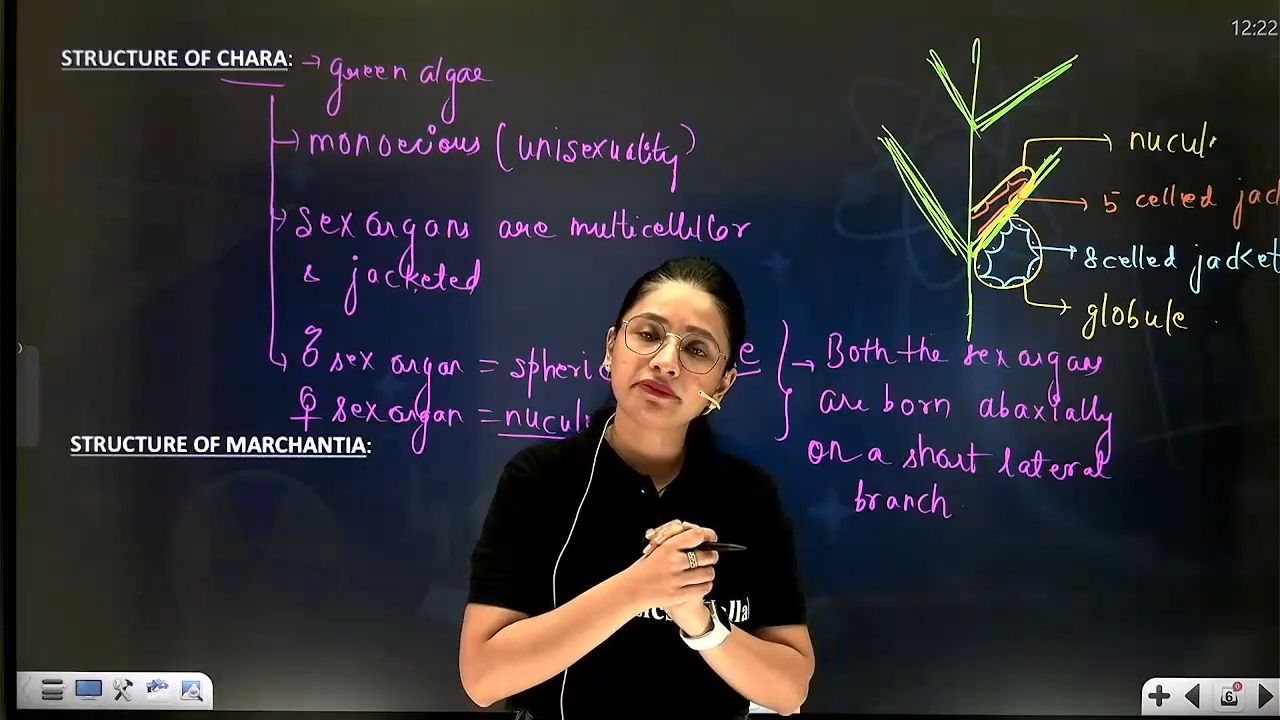 12:22
STRUCTURE OF CHARA: → green algae
→ monoecious (unisexuality)
→ sex organs are multicellular
& jacketed
sex organ = spheri
e } → Both the sex organs
♀ sex organ = nucul
are born abaxially
on a short lateral
branch
nucul
5 celled jac
8 celled jacket
globule
STRUCTURE OF MARCHANTIA:
6